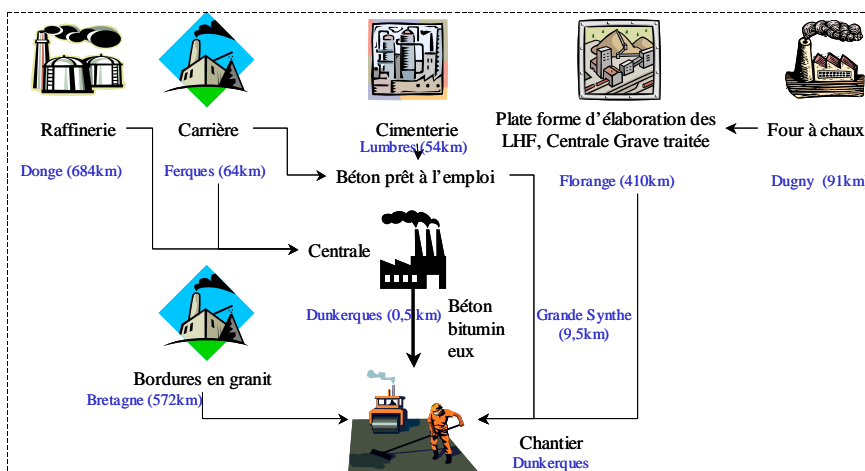 Raffinerie
Donge (684km)
Carrière
Ferques (64km)
Cimenterie
Lumbres (54km)
Béton prêt à l'emploi
Plate forme d'élaboration des
LHF, Centrale Grave traitée
Florange (410km)
Four à chaux
Dugny (91km)
Centrale
Dunkerques (0,5 km)
Béton
bitumin
eux
Grande Synthe
(9,5km)
Bordures en granit
Bretagne (572km)
Chantier
Dunkerques